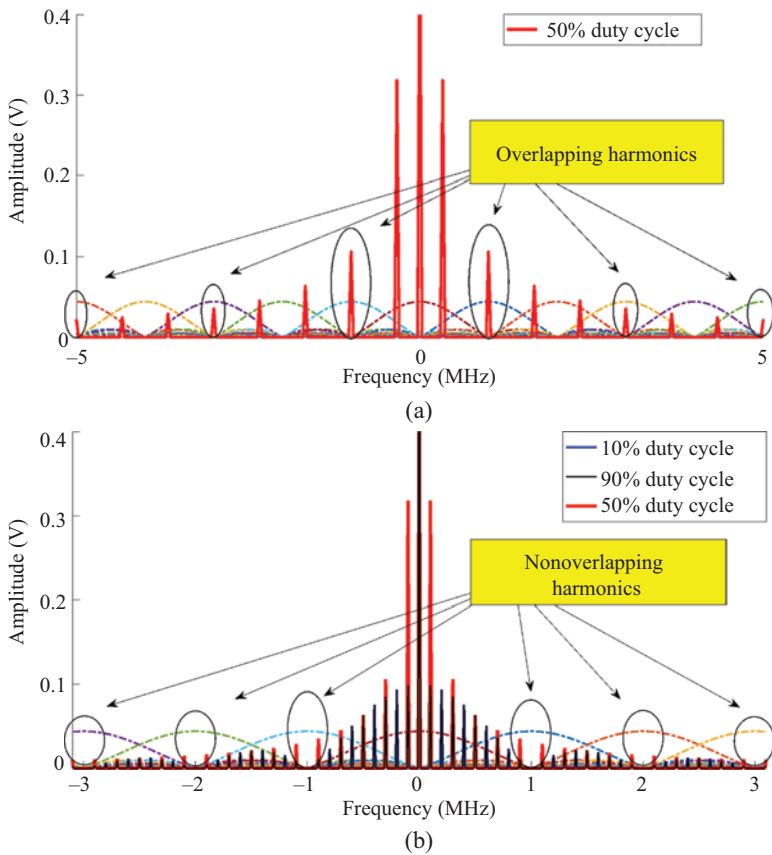 0.4
50% duty cycle
0.3
Amplitude (V)
0.2
Overlapping harmonics
0.1
0
–5
0
5
Frequency (MHz)
(a)
0.4
10% duty cycle
90% duty cycle
50% duty cycle
0.3
Amplitude (V)
0.2
Nonoverlapping
harmonics
0.1
0
–3
–2
–1
0
1
2
3
Frequency (MHz)
(b)